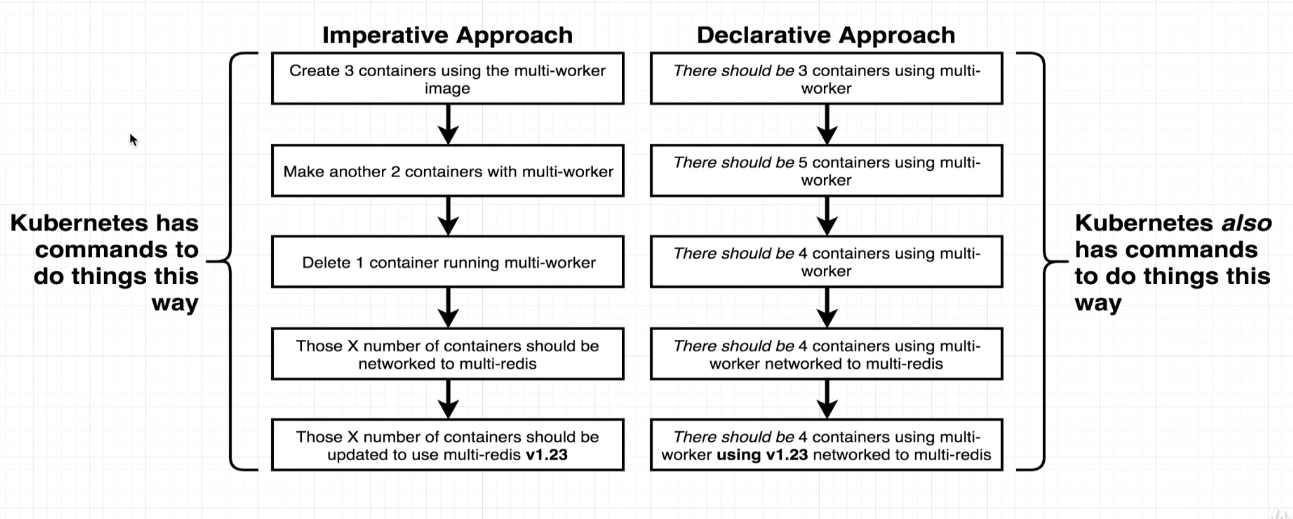 Imperative Approach
Create 3 containers using the multi-worker
image
Make another 2 containers with multi-worker
Delete 1 container running multi-worker
Those X number of containers should be
networked to multi-redis
Those X number of containers should be
updated to use multi-redis v1.23
Kubernetes has
commands to
do things this
way
Declarative Approach
There should be 3 containers using multi-
worker
There should be 5 containers using multi-
worker
There should be 4 containers using multi-
worker
There should be 4 containers using multi-
worker networked to multi-redis
There should be 4 containers using multi-
worker using v1.23 networked to multi-redis
Kubernetes also
has commands
to do things this
way